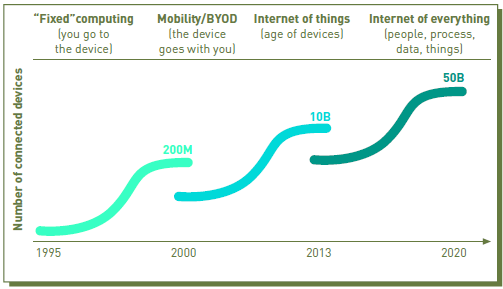 “Fixed”computing
(you go to
the device)
Mobility/BYOD
(the device
goes with you)
Internet of things
(age of devices)
Internet of everything
(people, process,
data, things)
Number of connected devices
200M
10B
50B
1995
2000
2013
2020